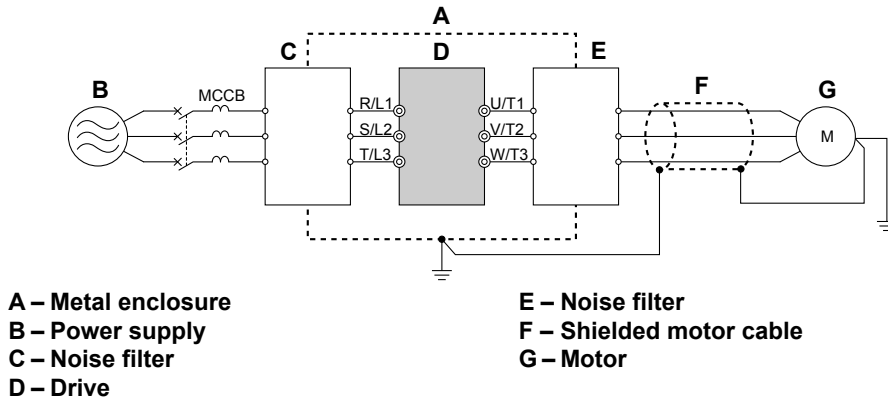 A
C
D
E
B
MCCB
F
G
R/L1
U/T1
S/L2
V/T2
M
T/L3
W/T3
A – Metal enclosure
B – Power supply
C – Noise filter
D – Drive
E – Noise filter
F – Shielded motor cable
G – Motor